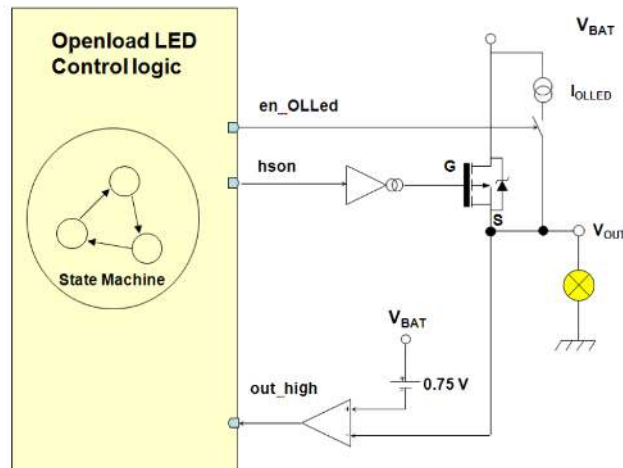 Openload LED
Control logic
V_BAT
I_OLLED
en_OLLed
hson
G
S
V_OUT
State Machine
V_BAT
0.75 V
out_high
+
+
-